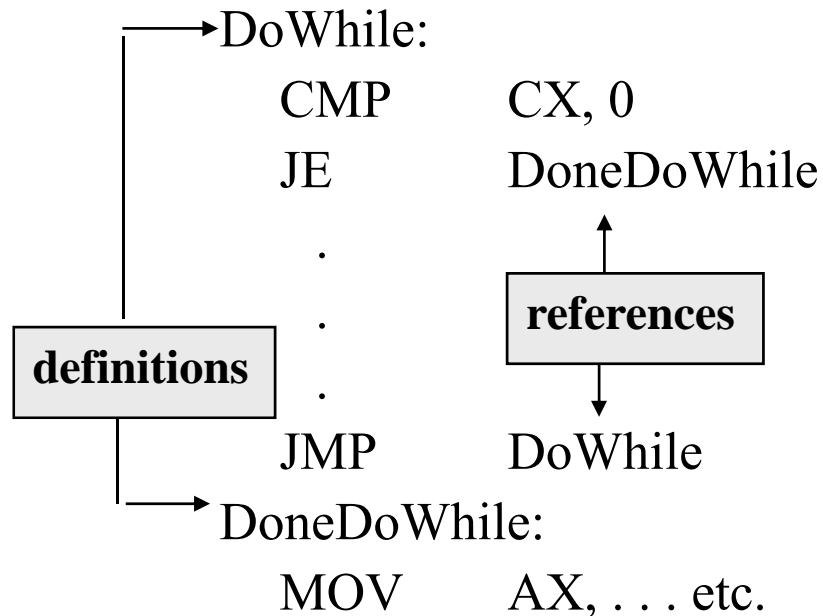 DoWhile:
CMP CX, 0
JE DoneDoWhile
.
references
.
definitions
.
JMP DoWhile
DoneDoWhile:
MOV AX, . . . etc.